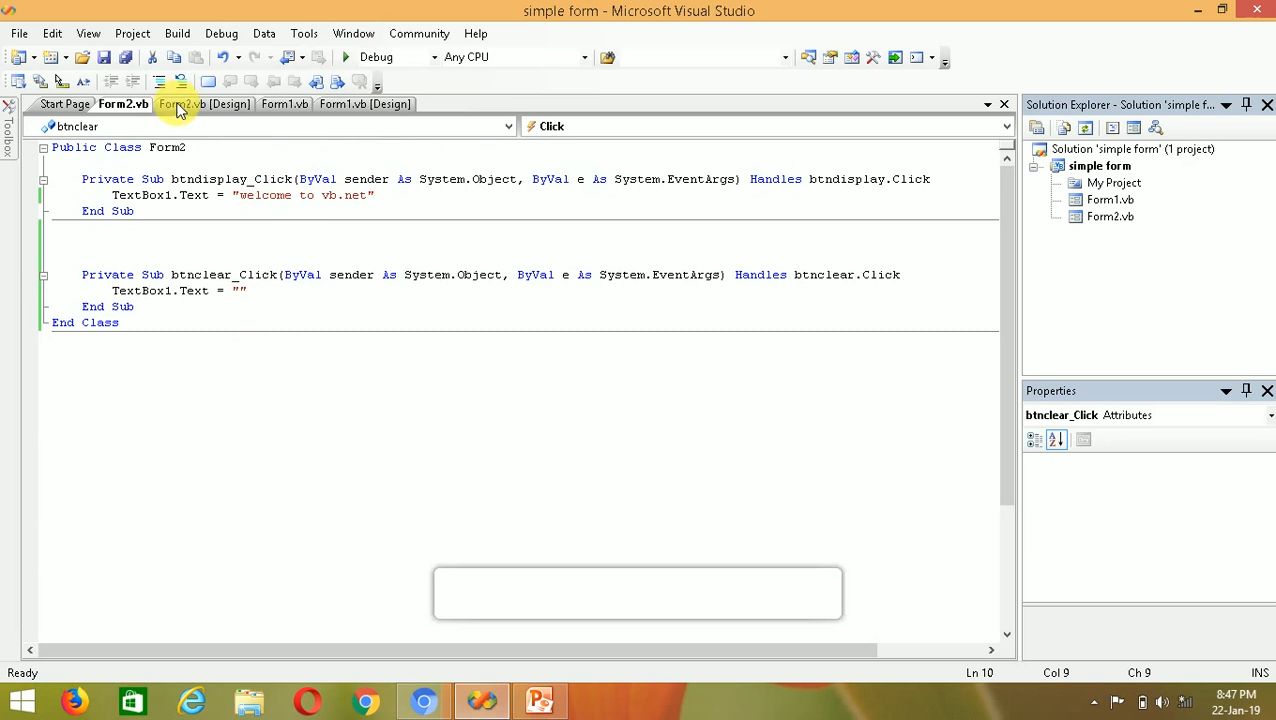 simple form - Microsoft Visual Studio
File Edit View Project Build Debug Data Tools Window Community Help
Debug Any CPU
Start Page Form2.vb Form2.vb [Design] Form1.vb Form1.vb [Design]
Toolbox
btnclear Click
Public Class Form2
Private Sub btndisplay_Click(ByVal sender As System.Object, ByVal e As System.EventArgs) Handles btndisplay.Click
TextBox1.Text = "welcome to vb.net"
End Sub
Private Sub btnclear_Click(ByVal sender As System.Object, ByVal e As System.EventArgs) Handles btnclear.Click
TextBox1.Text = ""
End Sub
End Class
Solution Explorer - Solution 'simple f...
Solution 'simple form' (1 project)
simple form
My Project
Form1.vb
Form2.vb
Properties
btnclear_Click Attributes
Ready Ln 10 Col 9 Ch 9 INS
8:47 PM
22-Jan-19